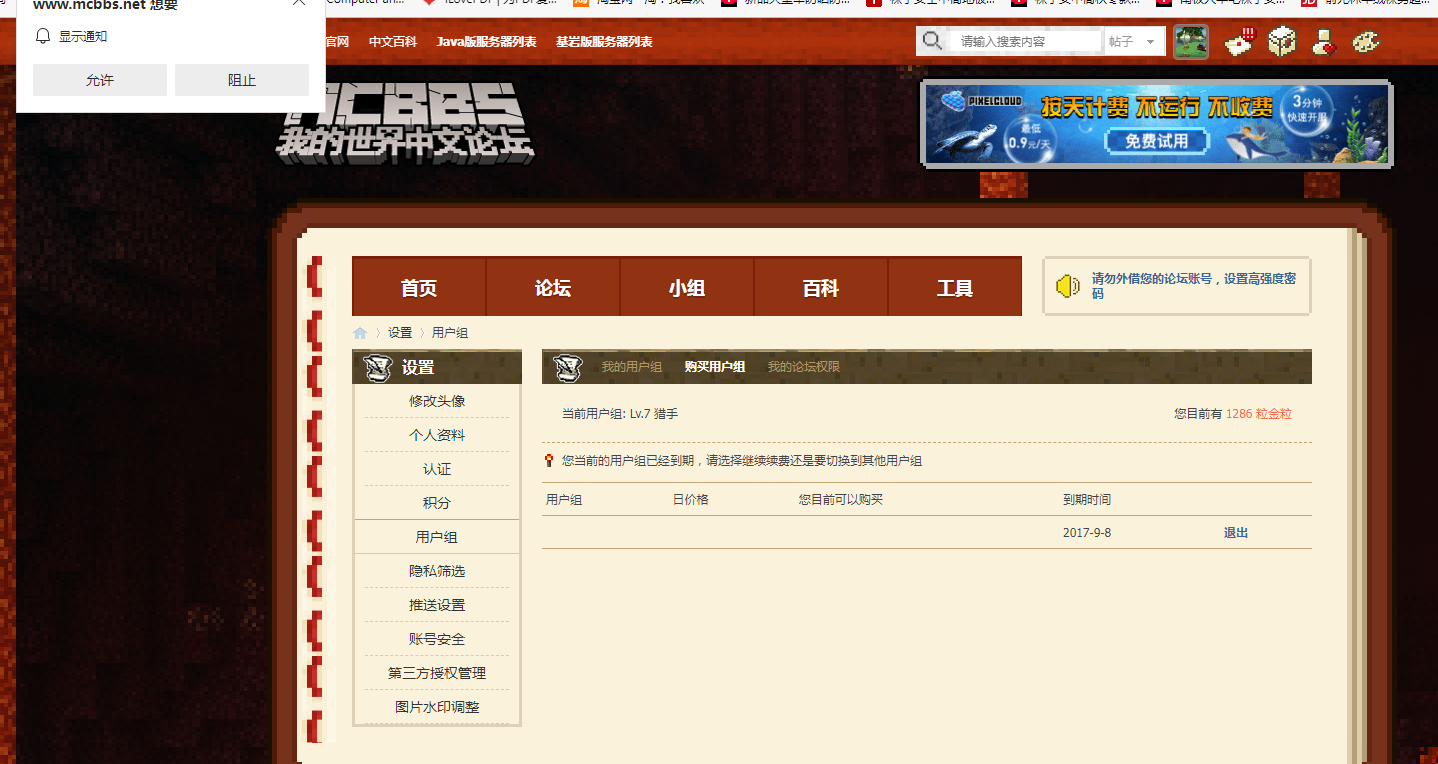 www.mcbbs.net 想要
显示通知
允许 阻止
官网 中文百科 Java版服务器列表 基岩版服务器列表
请输入搜索内容 帖子
MCBBS
我的世界中文论坛
PIXELCLOUD
按天计费 不运行 不收费
最低
0.9元/天
免费试用
3分钟
快速开服
首页 论坛 小组 百科 工具
请勿外借您的论坛账号，设置高强度密
码
设置 用户组
设置
修改头像
个人资料
认证
积分
用户组
隐私筛选
推送设置
账号安全
第三方授权管理
图片水印调整
我的用户组 购买用户组 我的论坛权限
当前用户组: Lv.7 猎手 您目前有 1286 粒金粒
您当前的用户组已经到期，请选择继续续费还是要切换到其他用户组
用户组 日价格 您目前可以购买 到期时间
2017-9-8 退出